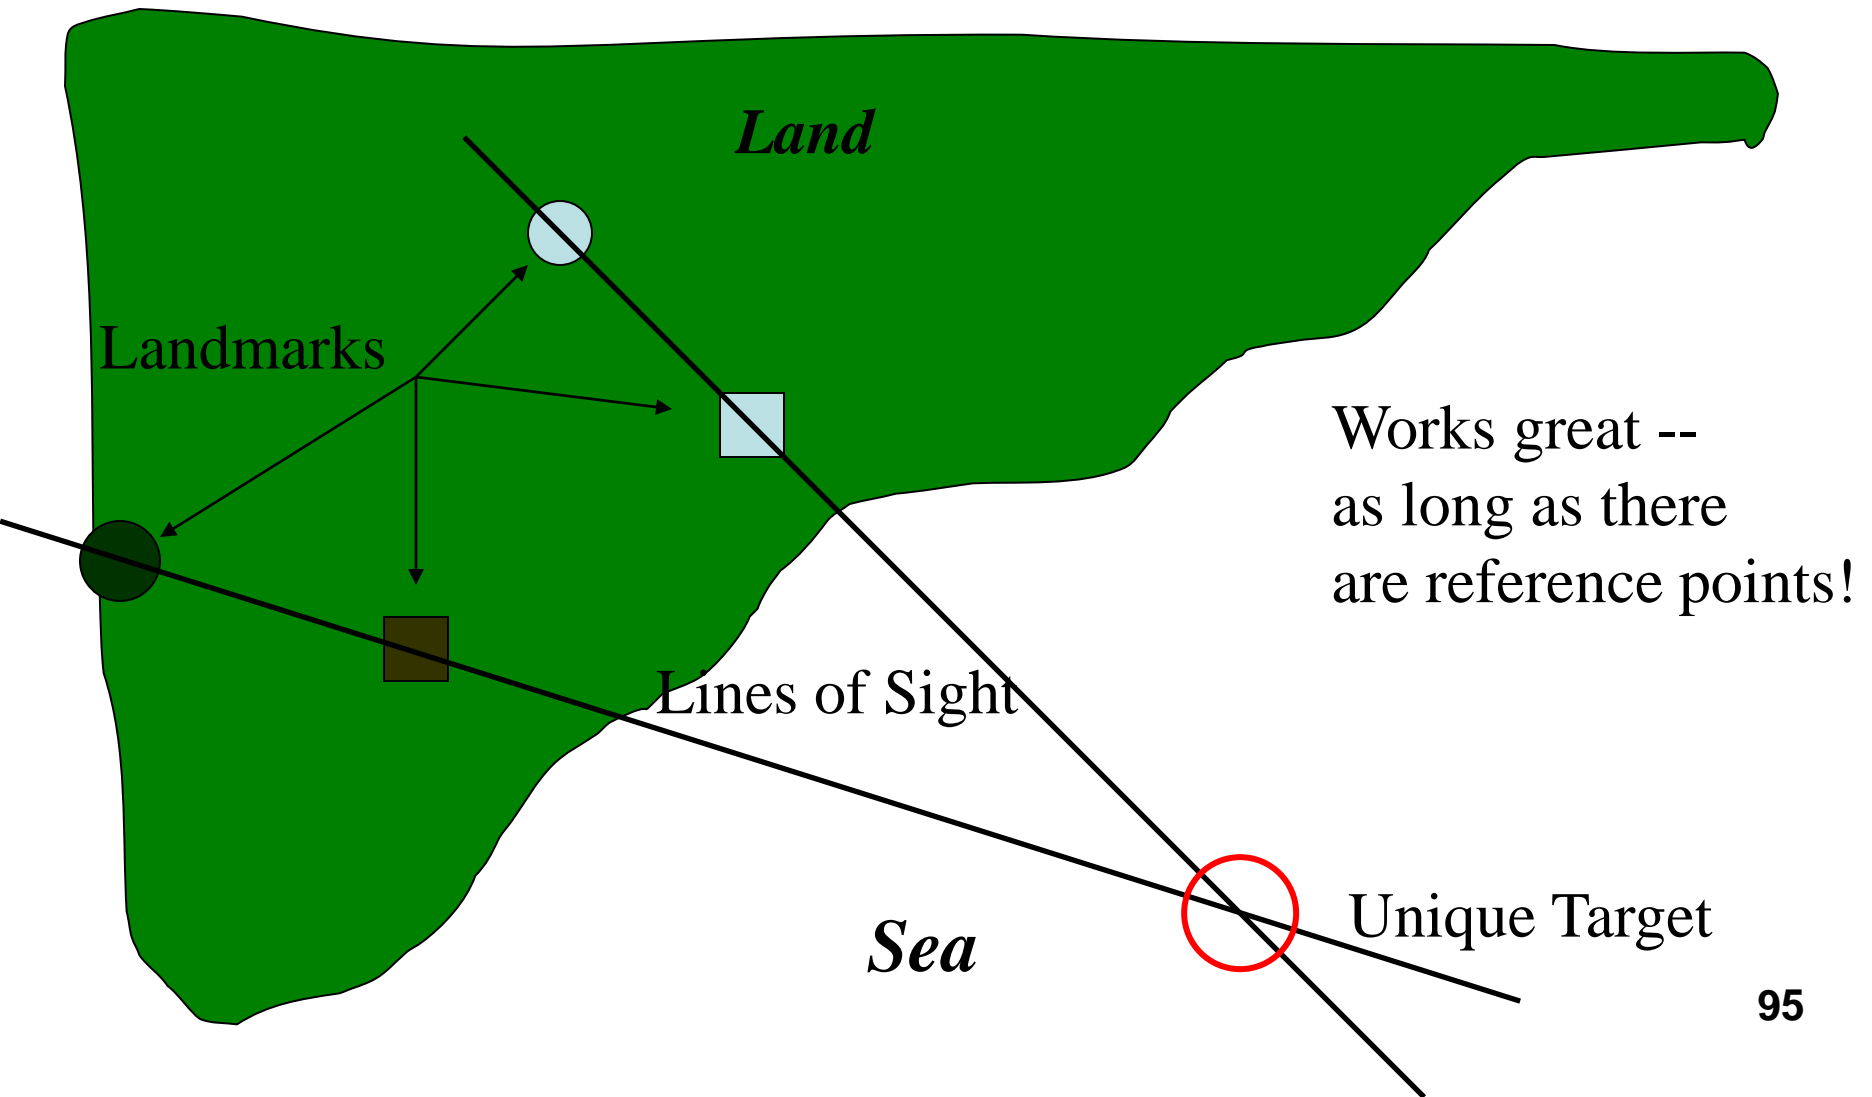 Land
Landmarks
Works great --
as long as there
are reference points!
Lines of Sight
Unique Target
Sea
95